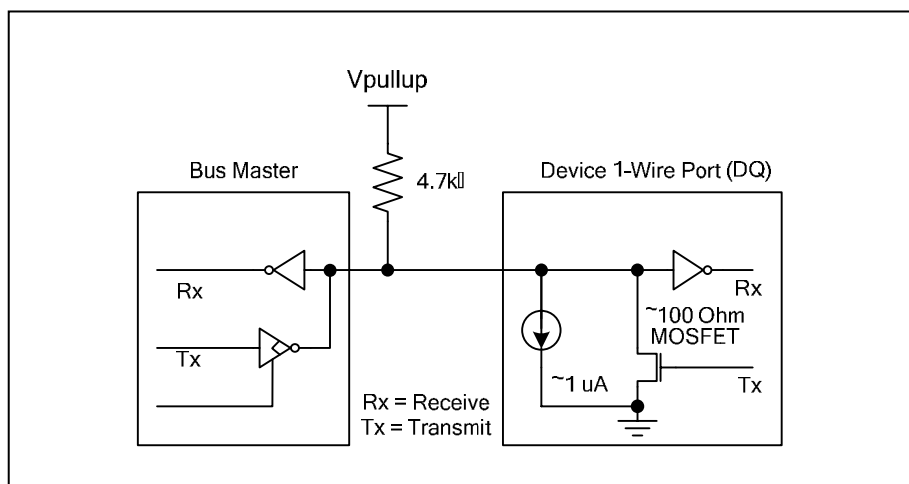 Vpullup
Bus Master
4.7k▯
Device 1-Wire Port (DQ)
Rx
Tx
Rx = Receive
Tx = Transmit
~1 uA
~100 Ohm
MOSFET
Rx
Tx